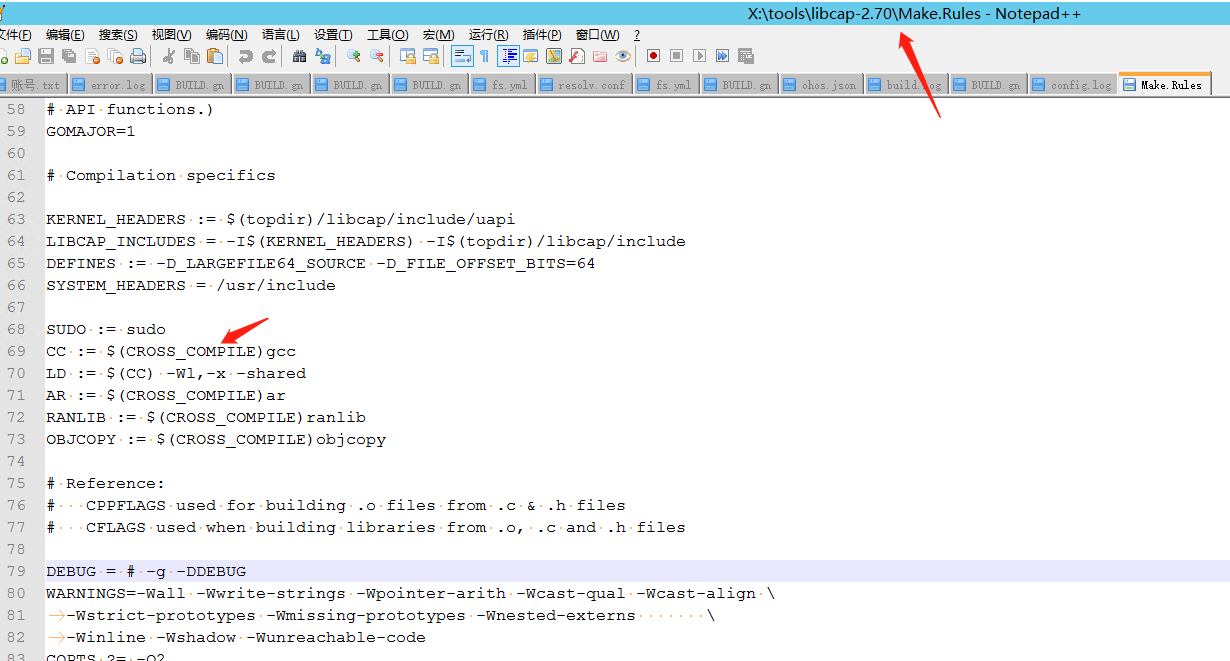 X:\tools\libcap-2.70\Make.Rules - Notepad++
文件(F) 编辑(E) 搜索(S) 视图(V) 编码(N) 语言(L) 设置(T) 工具(O) 宏(M) 运行(R) 插件(P) 窗口(W) ?
账号.txt error.log BUILD.gn BUILD.gn BUILD.gn BUILD.gn fs.yml resolv.conf fs.yml BUILD.gn ohos.json build.log BUILD.gn config.log Make.Rules
58 # API functions.)
59 GOMAJOR=1
60
61 # Compilation specifics
62
63 KERNEL_HEADERS := $(topdir)/libcap/include/uapi
64 LIBCAP_INCLUDES = -I$(KERNEL_HEADERS) -I$(topdir)/libcap/include
65 DEFINES := -D_LARGEFILE64_SOURCE -D_FILE_OFFSET_BITS=64
66 SYSTEM_HEADERS = /usr/include
67
68 SUDO := sudo
69 CC := $(CROSS_COMPILE)gcc
70 LD := $(CC) -Wl,-x -shared
71 AR := $(CROSS_COMPILE)ar
72 RANLIB := $(CROSS_COMPILE)ranlib
73 OBJCOPY := $(CROSS_COMPILE)objcopy
74
75 # Reference:
76 #   CPPFLAGS used for building .o files from .c & .h files
77 #   CFLAGS used when building libraries from .o, .c and .h files
78
79 DEBUG = # -g -DDEBUG
80 WARNINGS=-Wall -Wwrite-strings -Wpointer-arith -Wcast-qual -Wcast-align \
81 -Wstrict-prototypes -Wmissing-prototypes -Wnested-externs \
82 -Winline -Wshadow -Wunreachable-code
83 COPTS ?= -O2